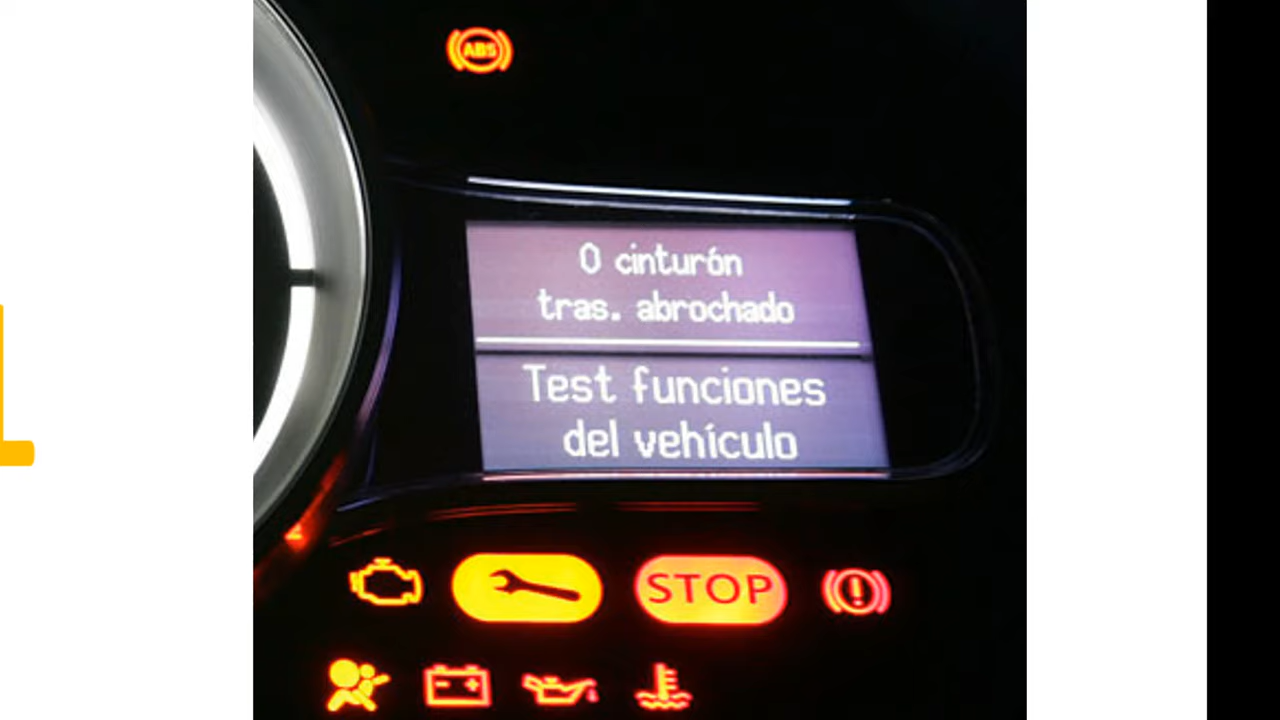 ABS
0 cinturón
tras. abrochado
Test funciones
del vehículo
STOP